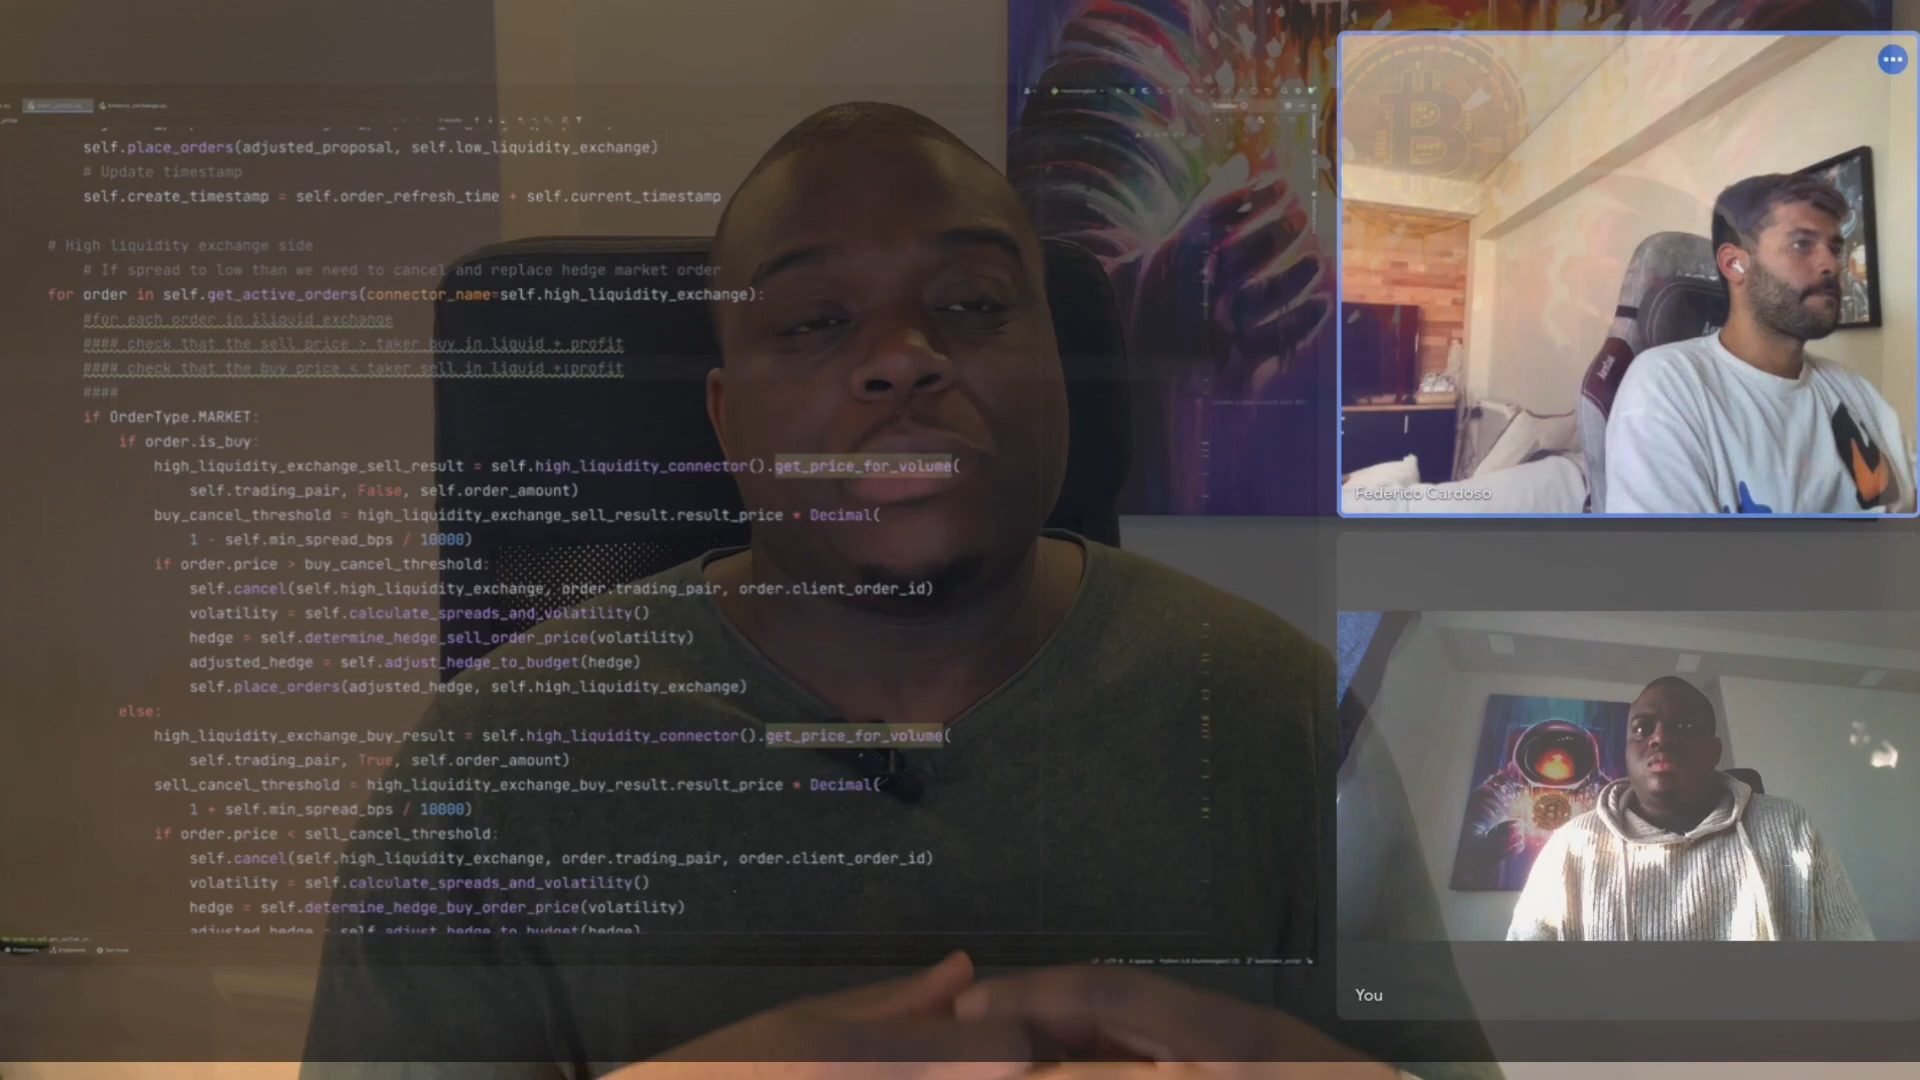 self.place_orders(adjusted_proposal, self.low_liquidity_exchange)
# Update timestamp
self.create_timestamp = self.order_refresh_time + self.current_timestamp
# High liquidity exchange side
# If spread to low than we need to cancel and replace hedge market order
for order in self.get_active_orders(connector_name=self.high_liquidity_exchange):
#for each order in iliquid exchange
#### check that the sell price > taker buy in liquid + profit
#### check that the buy price < taker sell in liquid +:profit
####
if OrderType.MARKET:
if order.is_buy:
high_liquidity_exchange_sell_result = self.high_liquidity_connector().get_price_for_volume(
self.trading_pair, False, self.order_amount)
buy_cancel_threshold = high_liquidity_exchange_sell_result.result_price * Decimal(
1 - self.min_spread_bps / 10000)
if order.price > buy_cancel_threshold:
self.cancel(self.high_liquidity_exchange, order.trading_pair, order.client_order_id)
volatility = self.calculate_spreads_and_volatility()
hedge = self.determine_hedge_sell_order_price(volatility)
adjusted_hedge = self.adjust_hedge_to_budget(hedge)
self.place_orders(adjusted_hedge, self.high_liquidity_exchange)
else:
high_liquidity_exchange_buy_result = self.high_liquidity_connector().get_price_for_volume(
self.trading_pair, True, self.order_amount)
sell_cancel_threshold = high_liquidity_exchange_buy_result.result_price * Decimal(
1 + self.min_spread_bps / 10000)
if order.price < sell_cancel_threshold:
self.cancel(self.high_liquidity_exchange, order.trading_pair, order.client_order_id)
volatility = self.calculate_spreads_and_volatility()
hedge = self.determine_hedge_buy_order_price(volatility)
adjusted_hedge = self.adjust_hedge_to_budget(hedge)
Federico Cardoso
You